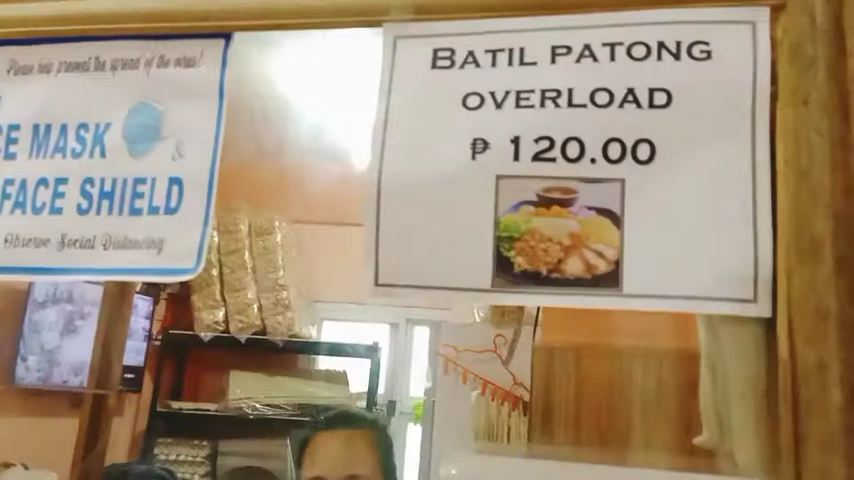 Please help prevent the spread of the virus!
MASK
FACE SHIELD
Observe Social Distancing
BATIL PATONG
OVERLOAD
₱ 120.00